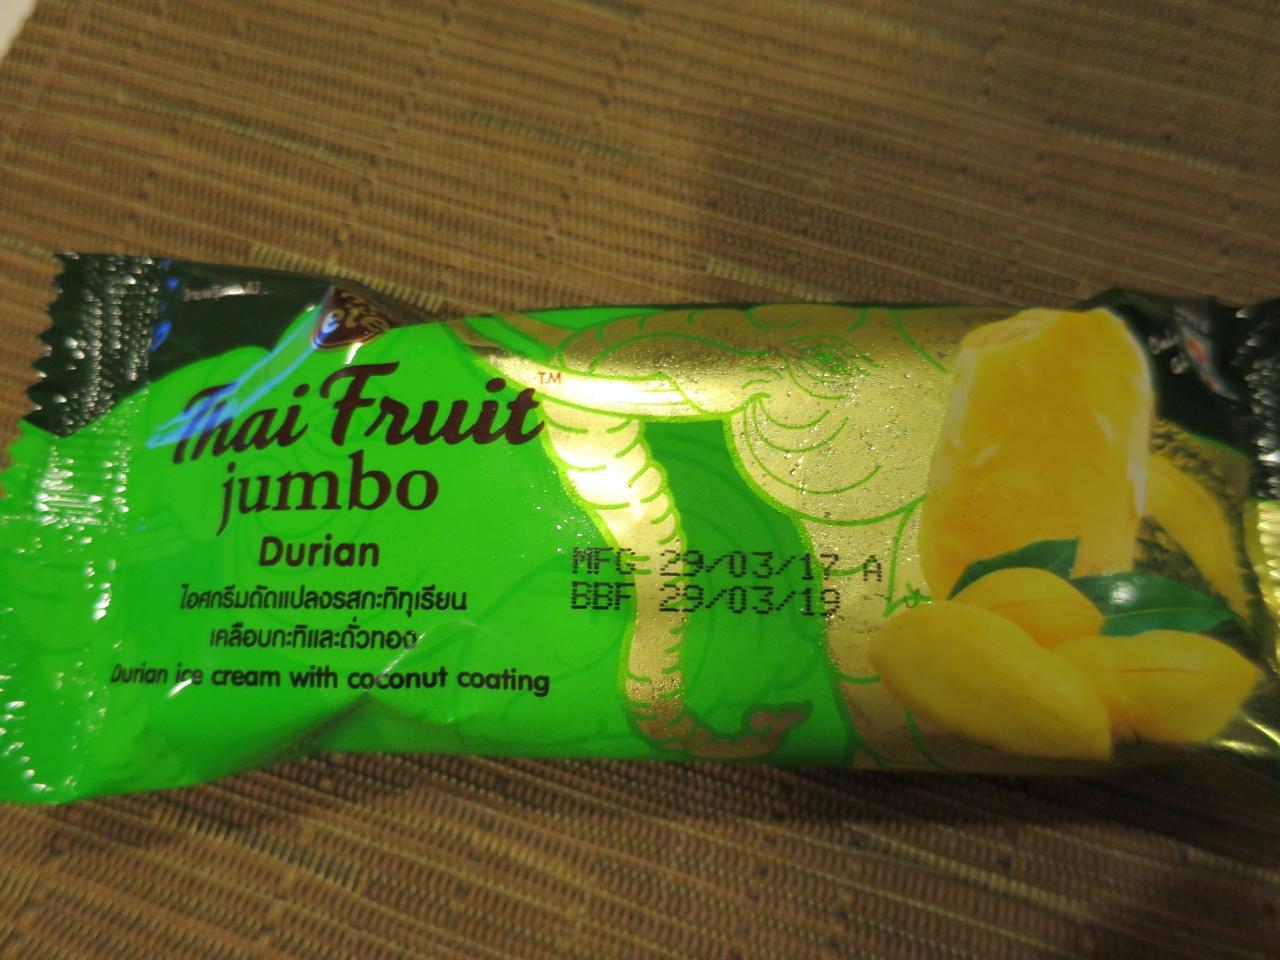 ete
Thai Fruit™
jumbo
Durian
ไอศกรีมดัดแปลงรสกะทิทุเรียน
เคลือบกะทิและถั่วทอง
Durian ice cream with coconut coating
MFG 29/03/17 A
BBF 29/03/19